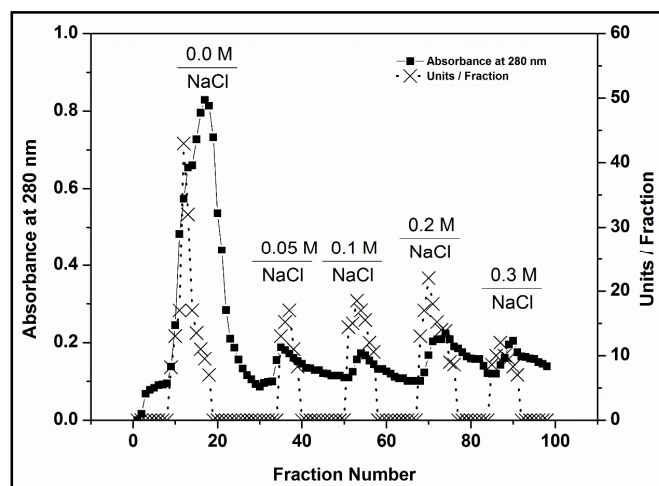 1.0
0.8
0.6
0.4
0.2
0.0
Absorbance at 280 nm
60
50
40
30
20
10
0
Units / Fraction
0.0 M
NaCl
Absorbance at 280 nm
Units / Fraction
0.05 M
NaCl
0.1 M
NaCl
0.2 M
NaCl
0.3 M
NaCl
0 20 40 60 80 100
Fraction Number